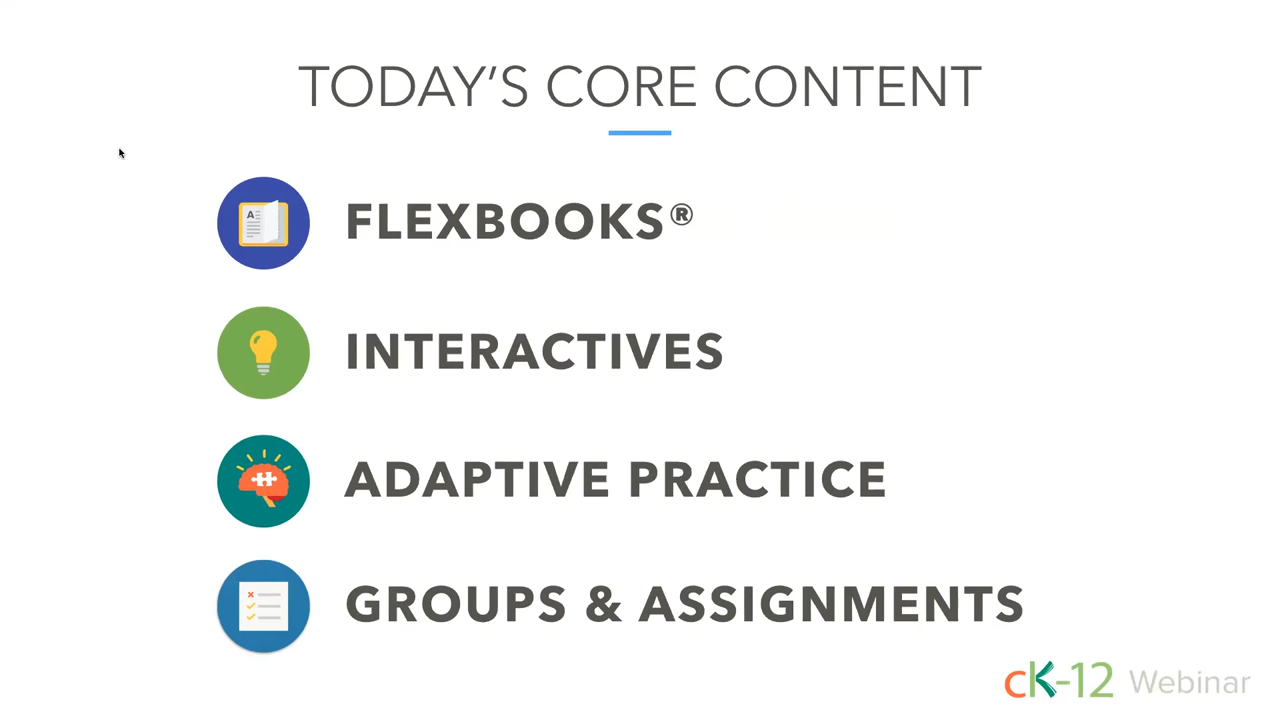 TODAY'S CORE CONTENT
FLEXBOOKS®
INTERACTIVES
ADAPTIVE PRACTICE
GROUPS & ASSIGNMENTS
cK-12 Webinar